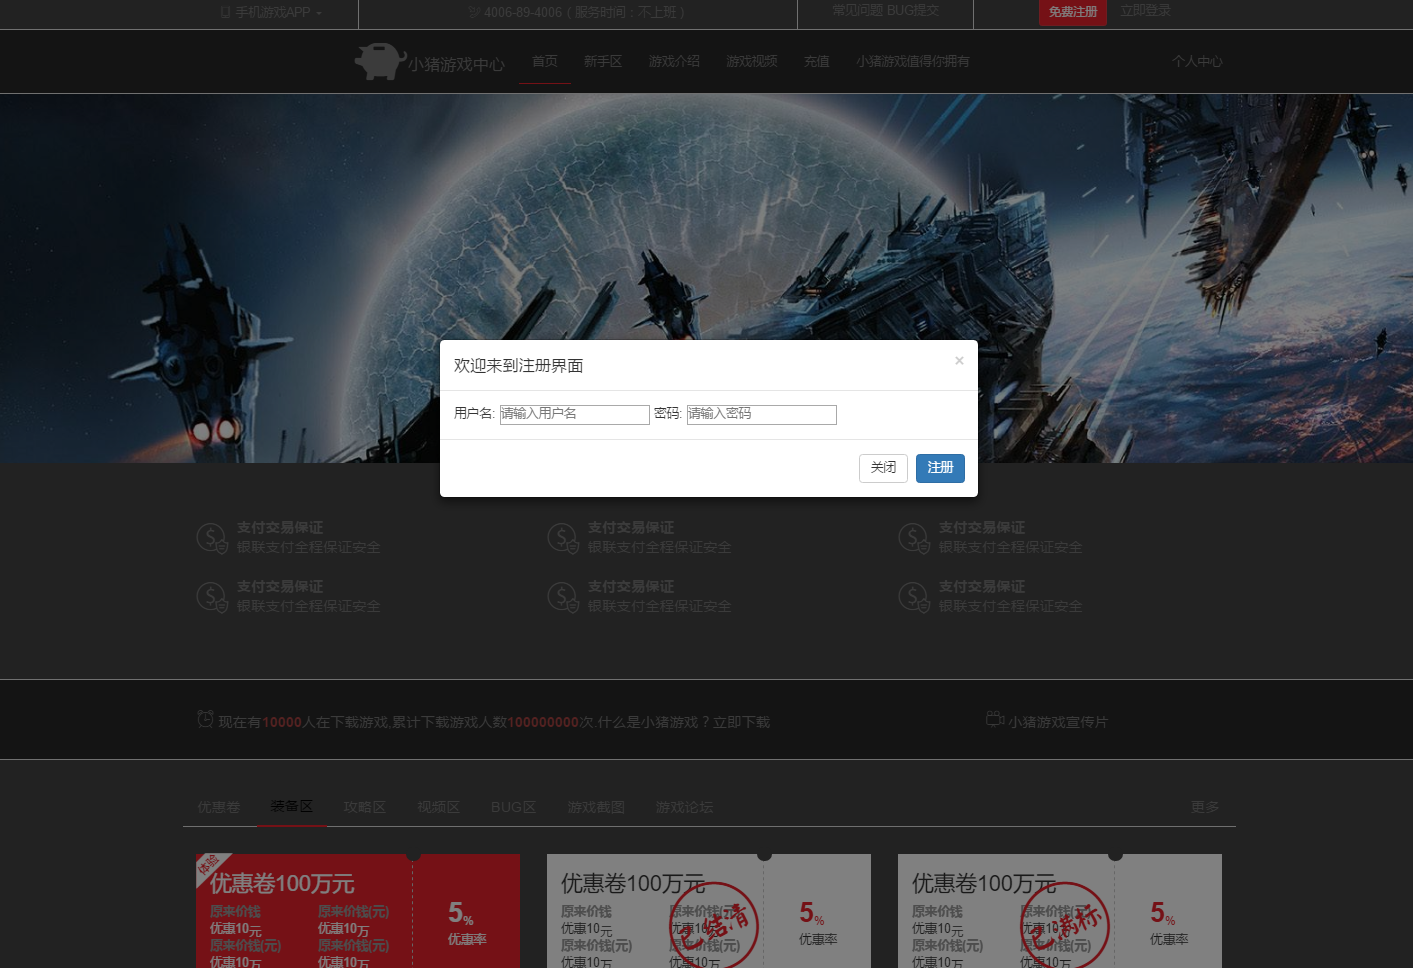 手机游戏APP
4006-89-4006 ( 服务时间：不上班 )
常见问题 BUG提交
免费注册 立即登录
小猪游戏中心 首页 新手区 游戏介绍 游戏视频 充值 小猪游戏值得你拥有 个人中心
欢迎来到注册界面 ×
用户名: 请输入用户名 密码: 请输入密码
关闭 注册
支付交易保证 支付交易保证 支付交易保证
银联支付全程保证安全 银联支付全程保证安全 银联支付全程保证安全
支付交易保证 支付交易保证 支付交易保证
银联支付全程保证安全 银联支付全程保证安全 银联支付全程保证安全
现在有10000人在下载游戏,累计下载游戏人数100000000次.什么是小猪游戏？立即下载 小猪游戏宣传片
优惠卷 装备区 攻略区 视频区 BUG区 游戏截图 游戏论坛 更多
体验
优惠卷100万元
原来价钱 原来价钱(元)
优惠10元 优惠10万
原来价钱(元) 原来价钱(元)
优惠10万 优惠10万
5%
优惠率
优惠卷100万元
原来价钱 原来价钱(元)
优惠10元 优惠10万
原来价钱(元) 原来价钱(元)
优惠10万 优惠10万
结清
5%
优惠率
优惠卷100万元
原来价钱 原来价钱(元)
优惠10元 优惠10万
原来价钱(元) 原来价钱(元)
优惠10万 优惠10万
满标
5%
优惠率